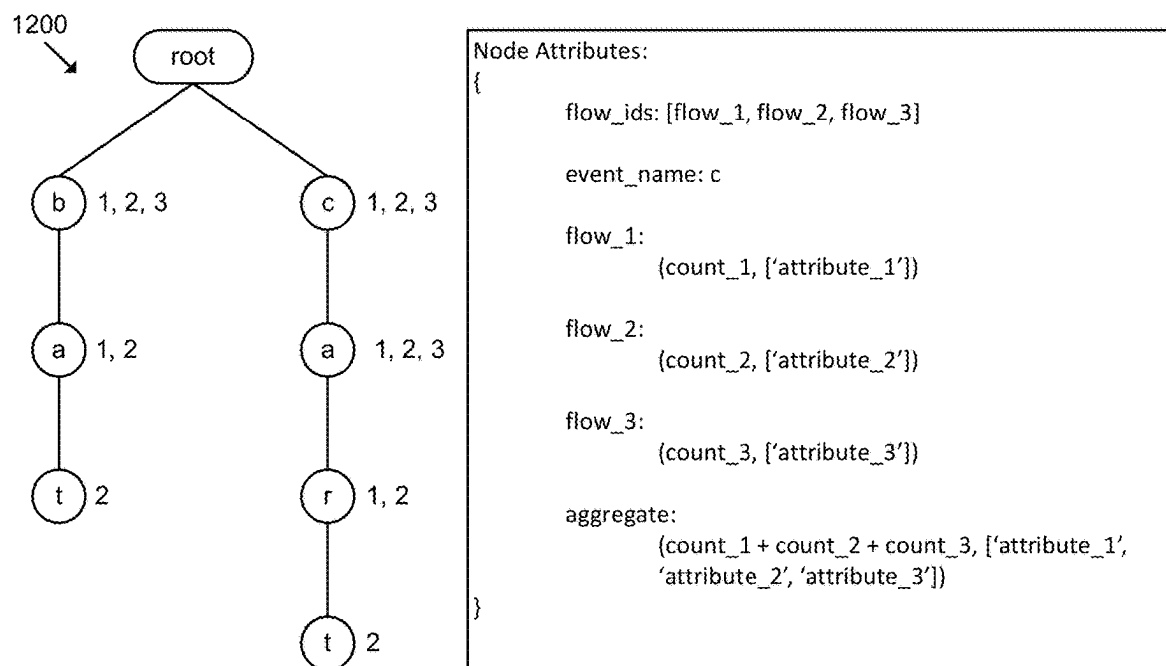 1200
root
b 1, 2, 3
c 1, 2, 3
a 1, 2
a 1, 2, 3
t 2
r 1, 2
t 2
Node Attributes:
{
flow_ids: [flow_1, flow_2, flow_3]
event_name: c
flow_1:
(count_1, [‘attribute_1’])
flow_2:
(count_2, [‘attribute_2’])
flow_3:
(count_3, [‘attribute_3’])
aggregate:
(count_1 + count_2 + count_3, [‘attribute_1’,
‘attribute_2’, ‘attribute_3’])
}